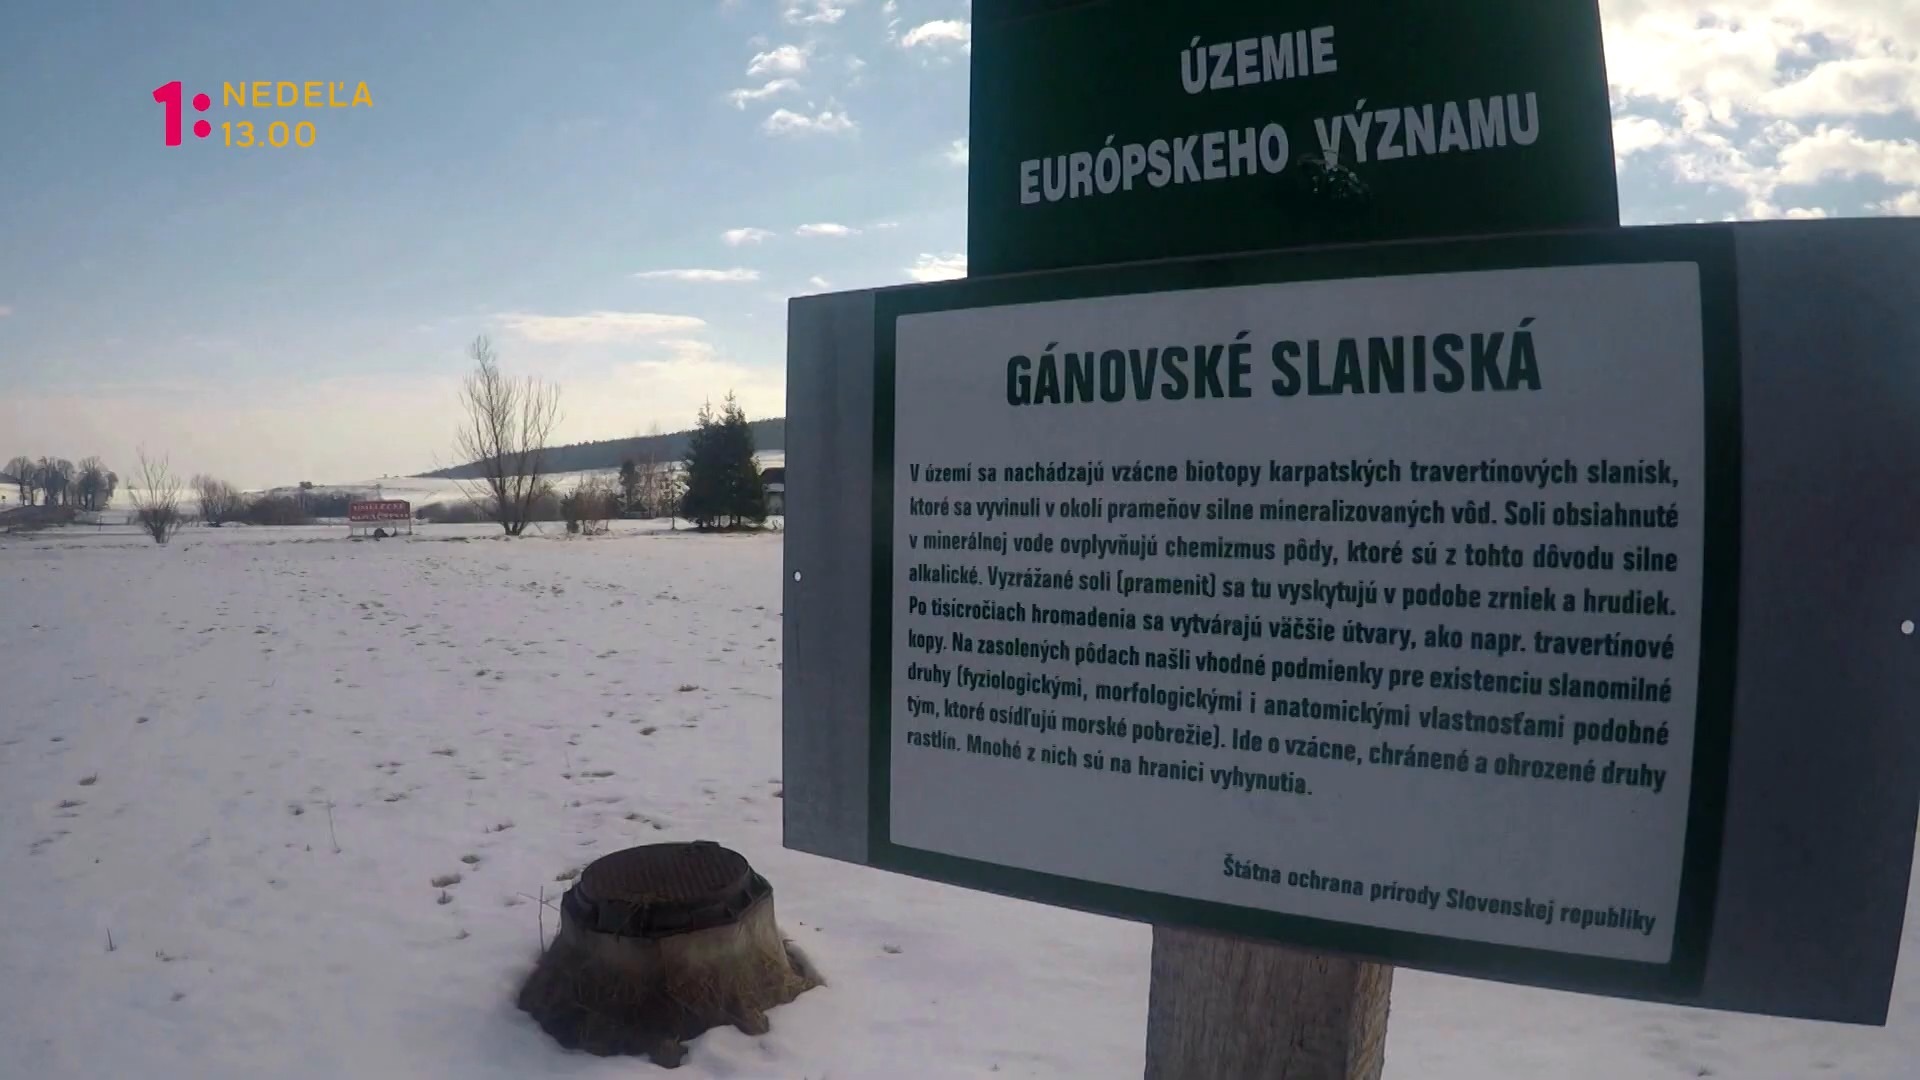 1: NEDEĽA
13.00
ÚZEMIE
EURÓPSKEHO VÝZNAMU
GÁNOVSKÉ SLANISKÁ
V území sa nachádzajú vzácne biotopy karpatských travertínových slanísk,
ktoré sa vyvinuli v okolí prameňov silne mineralizovaných vôd. Soli obsiahnuté
v minerálnej vode ovplyvňujú chemizmus pôdy, ktoré sú z tohto dôvodu silne
alkalické. Vyzrážané soli (pramenit) sa tu vyskytujú v podobe zrniek a hrudiek.
Po tisícročiach hromadenia sa vytvárajú väčšie útvary, ako napr. travertínové
kopy. Na zasolených pôdach našli vhodné podmienky pre existenciu slanomilné
druhy (fyziologickými, morfologickými i anatomickými vlastnosťami podobné
tým, ktoré osídľujú morské pobrežie). Ide o vzácne, chránené a ohrozené druhy
rastlín. Mnohé z nich sú na hranici vyhynutia.
Štátna ochrana prírody Slovenskej republiky
UMELECKÉ
KOVÁČSTVO